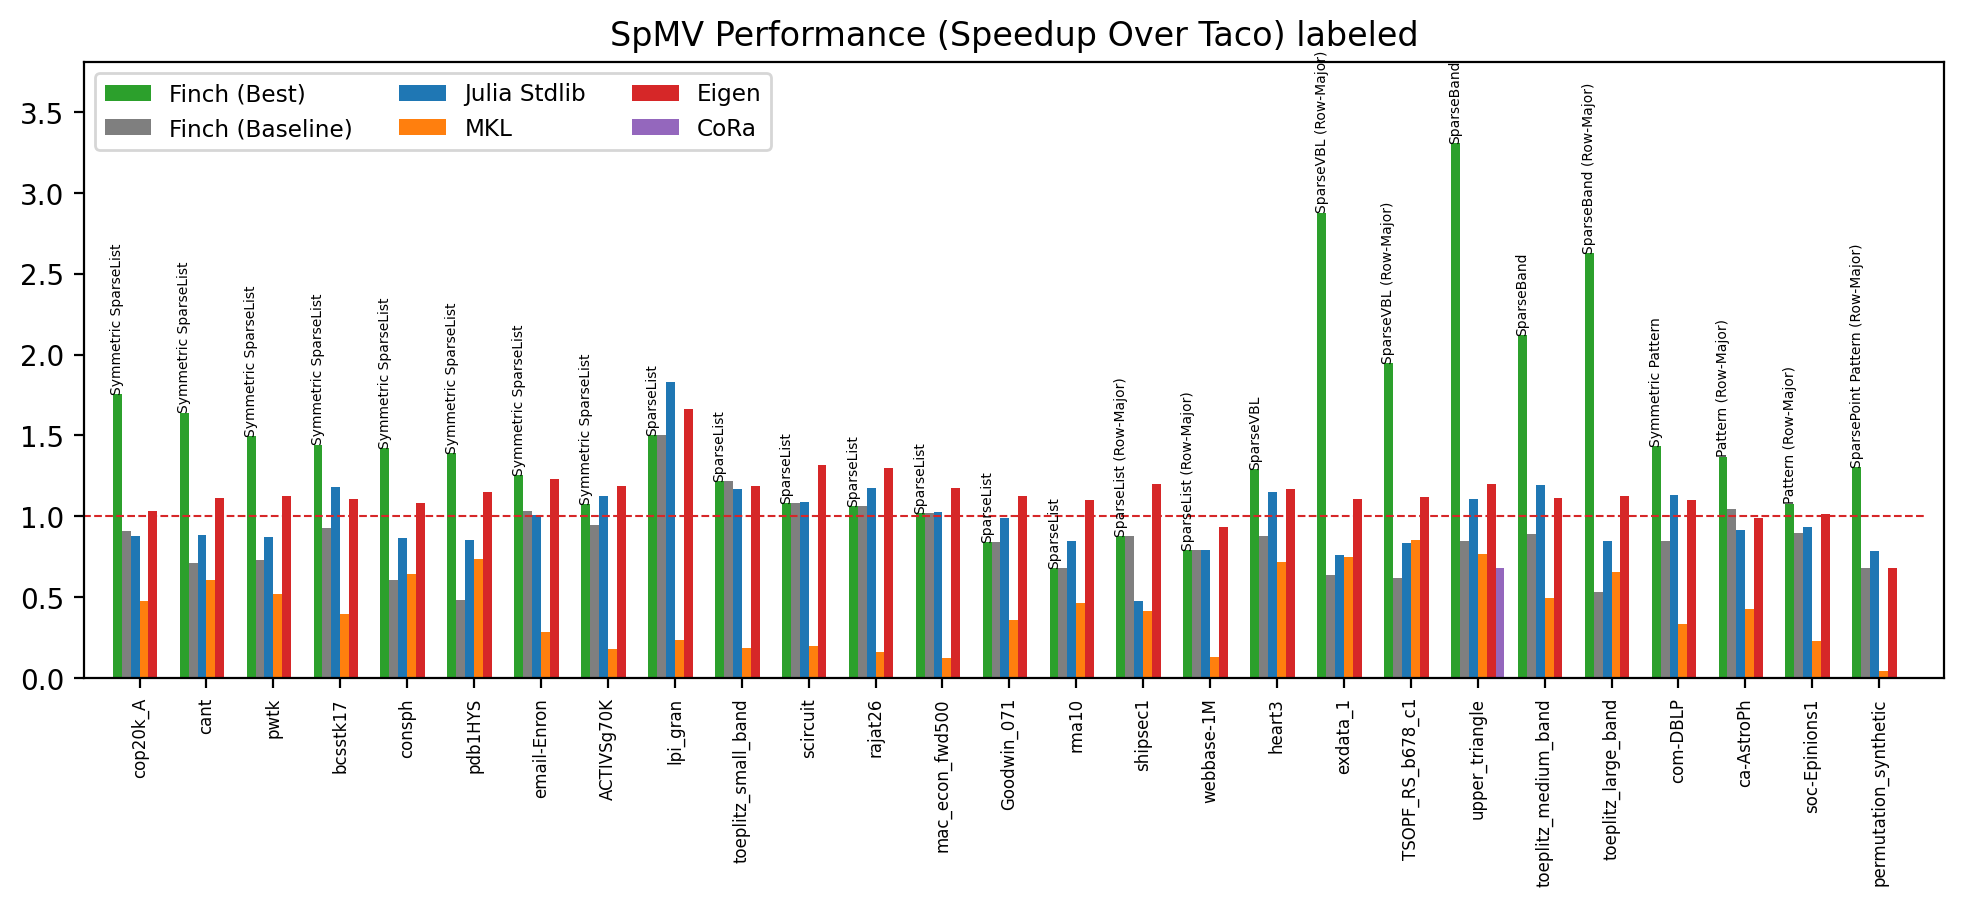 SpMV Performance (Speedup Over Taco) labeled
Finch (Best)
Finch (Baseline)
Julia Stdlib
MKL
Eigen
CoRa
3.5
3.0
2.5
2.0
1.5
1.0
0.5
0.0
Symmetric SparseList
Symmetric SparseList
Symmetric SparseList
Symmetric SparseList
Symmetric SparseList
Symmetric SparseList
Symmetric SparseList
Symmetric SparseList
SparseList
SparseList
SparseList
SparseList
SparseList
SparseList
SparseList
SparseList (Row-Major)
SparseList (Row-Major)
SparseVBL
SparseVBL (Row-Major)
SparseVBL (Row-Major)
SparseBand
SparseBand
SparseBand (Row-Major)
Symmetric Pattern
Pattern (Row-Major)
Pattern (Row-Major)
SparsePoint Pattern (Row-Major)
cop20k_A
cant
pwtk
bcsstk17
consph
pdb1HYS
email-Enron
ACTIVSg70K
lpi_gran
toeplitz_small_band
scircuit
rajat26
mac_econ_fwd500
Goodwin_071
rma10
shipsec1
webbase-1M
heart3
exdata_1
TSOPF_RS_b678_c1
upper_triangle
toeplitz_medium_band
toeplitz_large_band
com-DBLP
ca-AstroPh
soc-Epinions1
permutation_synthetic